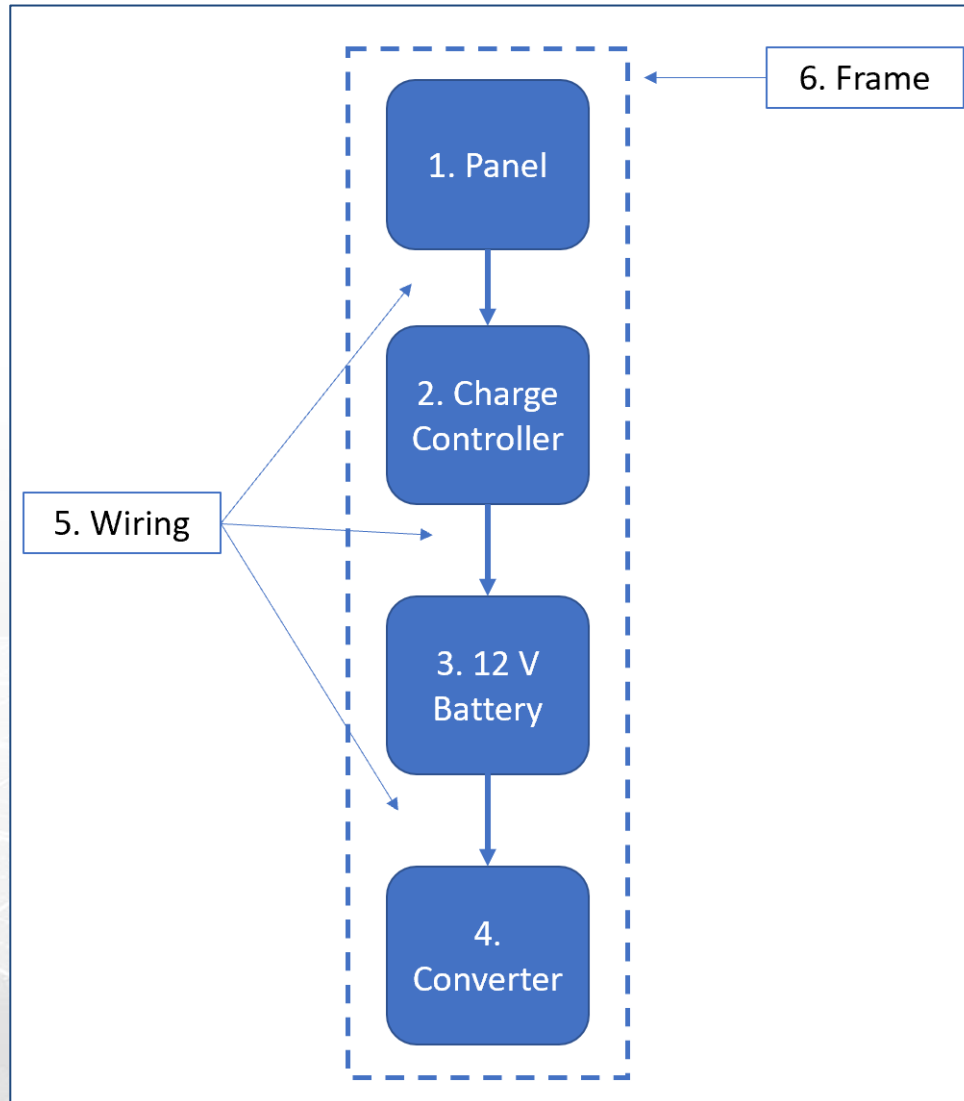 6. Frame
1. Panel
2. Charge
Controller
5. Wiring
3. 12 V
Battery
4.
Converter